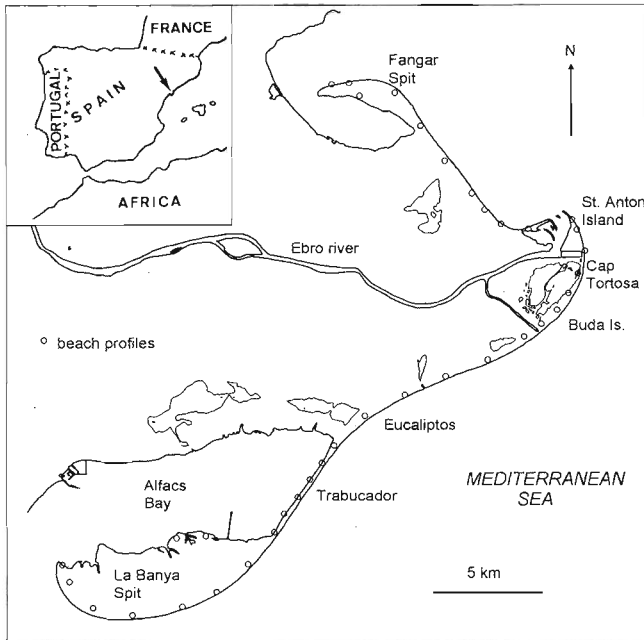 FRANCE
PORTUGAL
SPAIN
AFRICA
Fangar
Spit
N
St. Anton
Island
Ebro river
Cap
Tortosa
Buda Is.
beach profiles
Eucaliptos
Alfacs
Bay
Trabucador
MEDITERRANEAN
SEA
La Banya
Spit
5 km